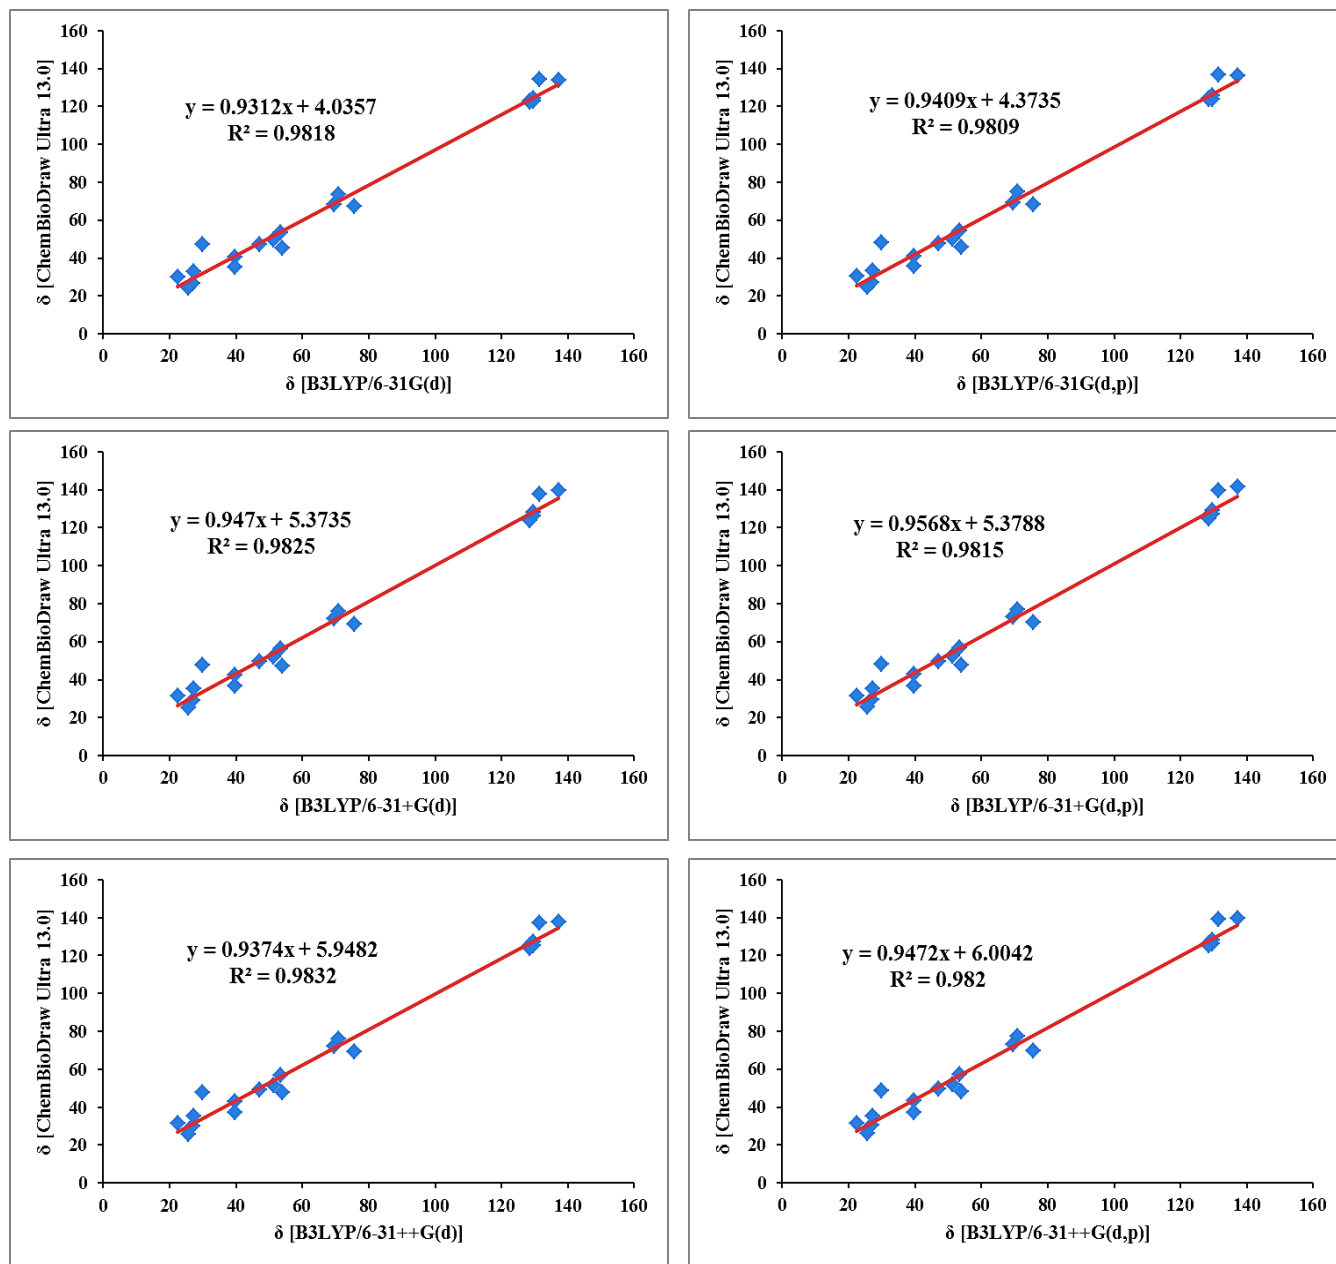 δ [ChemBioDraw Ultra 13.0]
160
140
120
100
80
60
40
20
0
y = 0.9312x + 4.0357
R² = 0.9818
0 20 40 60 80 100 120 140 160
δ [B3LYP/6-31G(d)]
δ [ChemBioDraw Ultra 13.0]
160
140
120
100
80
60
40
20
0
y = 0.9409x + 4.3735
R² = 0.9809
0 20 40 60 80 100 120 140 160
δ [B3LYP/6-31G(d,p)]
δ [ChemBioDraw Ultra 13.0]
160
140
120
100
80
60
40
20
0
y = 0.947x + 5.3735
R² = 0.9825
0 20 40 60 80 100 120 140 160
δ [B3LYP/6-31+G(d)]
δ [ChemBioDraw Ultra 13.0]
160
140
120
100
80
60
40
20
0
y = 0.9568x + 5.3788
R² = 0.9815
0 20 40 60 80 100 120 140 160
δ [B3LYP/6-31+G(d,p)]
δ [ChemBioDraw Ultra 13.0]
160
140
120
100
80
60
40
20
0
y = 0.9374x + 5.9482
R² = 0.9832
0 20 40 60 80 100 120 140 160
δ [B3LYP/6-31++G(d)]
δ [ChemBioDraw Ultra 13.0]
160
140
120
100
80
60
40
20
0
y = 0.9472x + 6.0042
R² = 0.982
0 20 40 60 80 100 120 140 160
δ [B3LYP/6-31++G(d,p)]